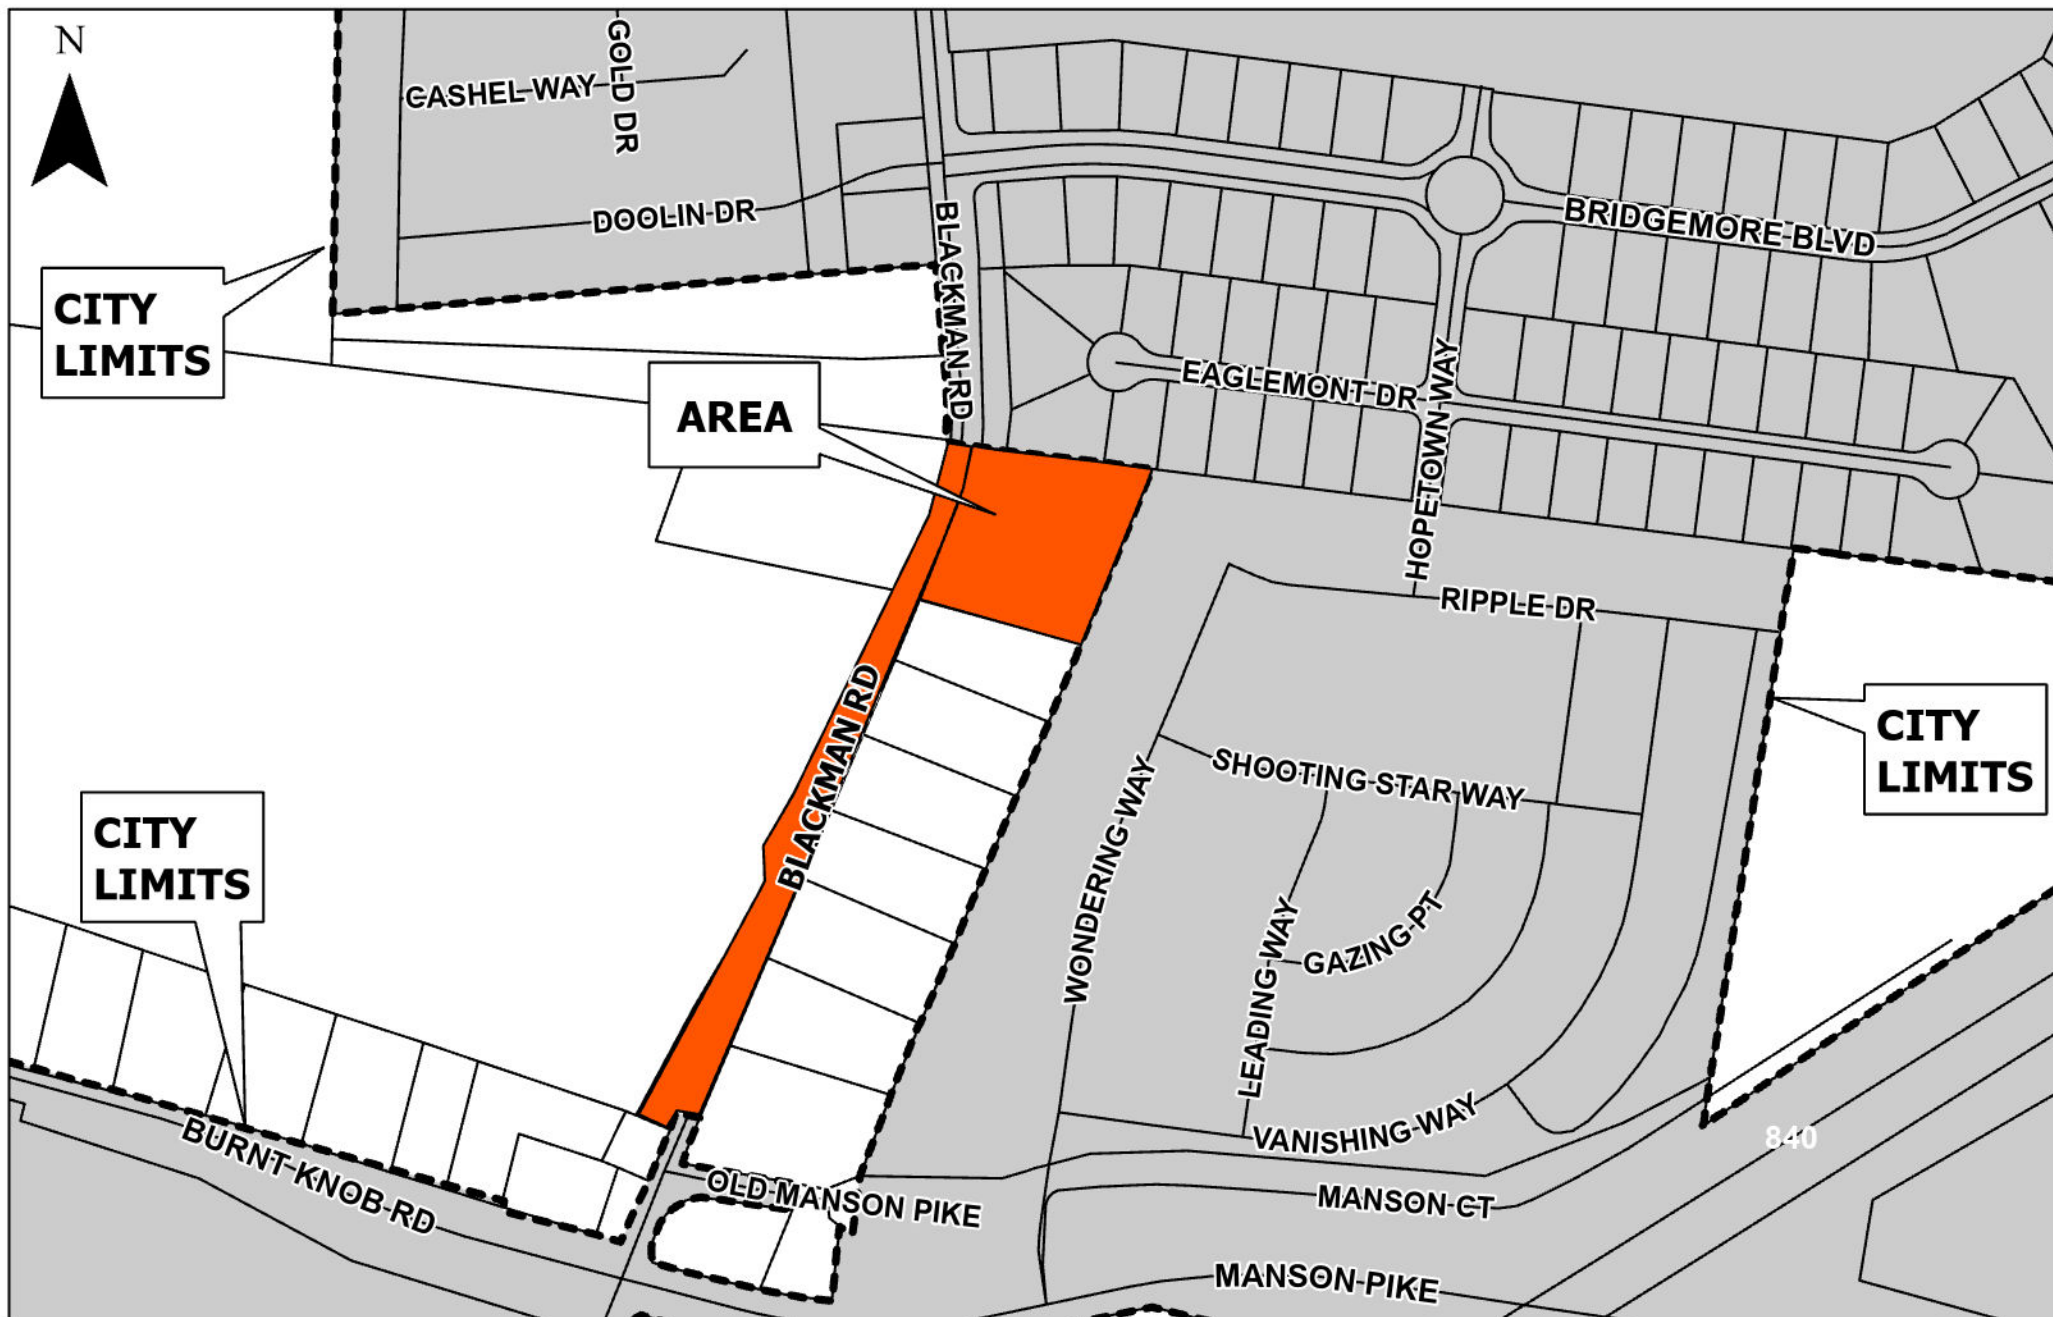 N
CASHEL WAY
GOLD DR
DOOLIN DR
BLACKMAN RD
BRIDGEMORE BLVD
CITY
LIMITS
AREA
EAGLEMONT DR
HOPETOWN WAY
RIPPLE DR
BLACKMAN RD
CITY
LIMITS
SHOOTING STAR WAY
WONDERING WAY
CITY
LIMITS
LEADING WAY
GAZING PT
BURNT KNOB RD
VANISHING WAY
840
OLD MANSON PIKE
MANSON CT
MANSON PIKE